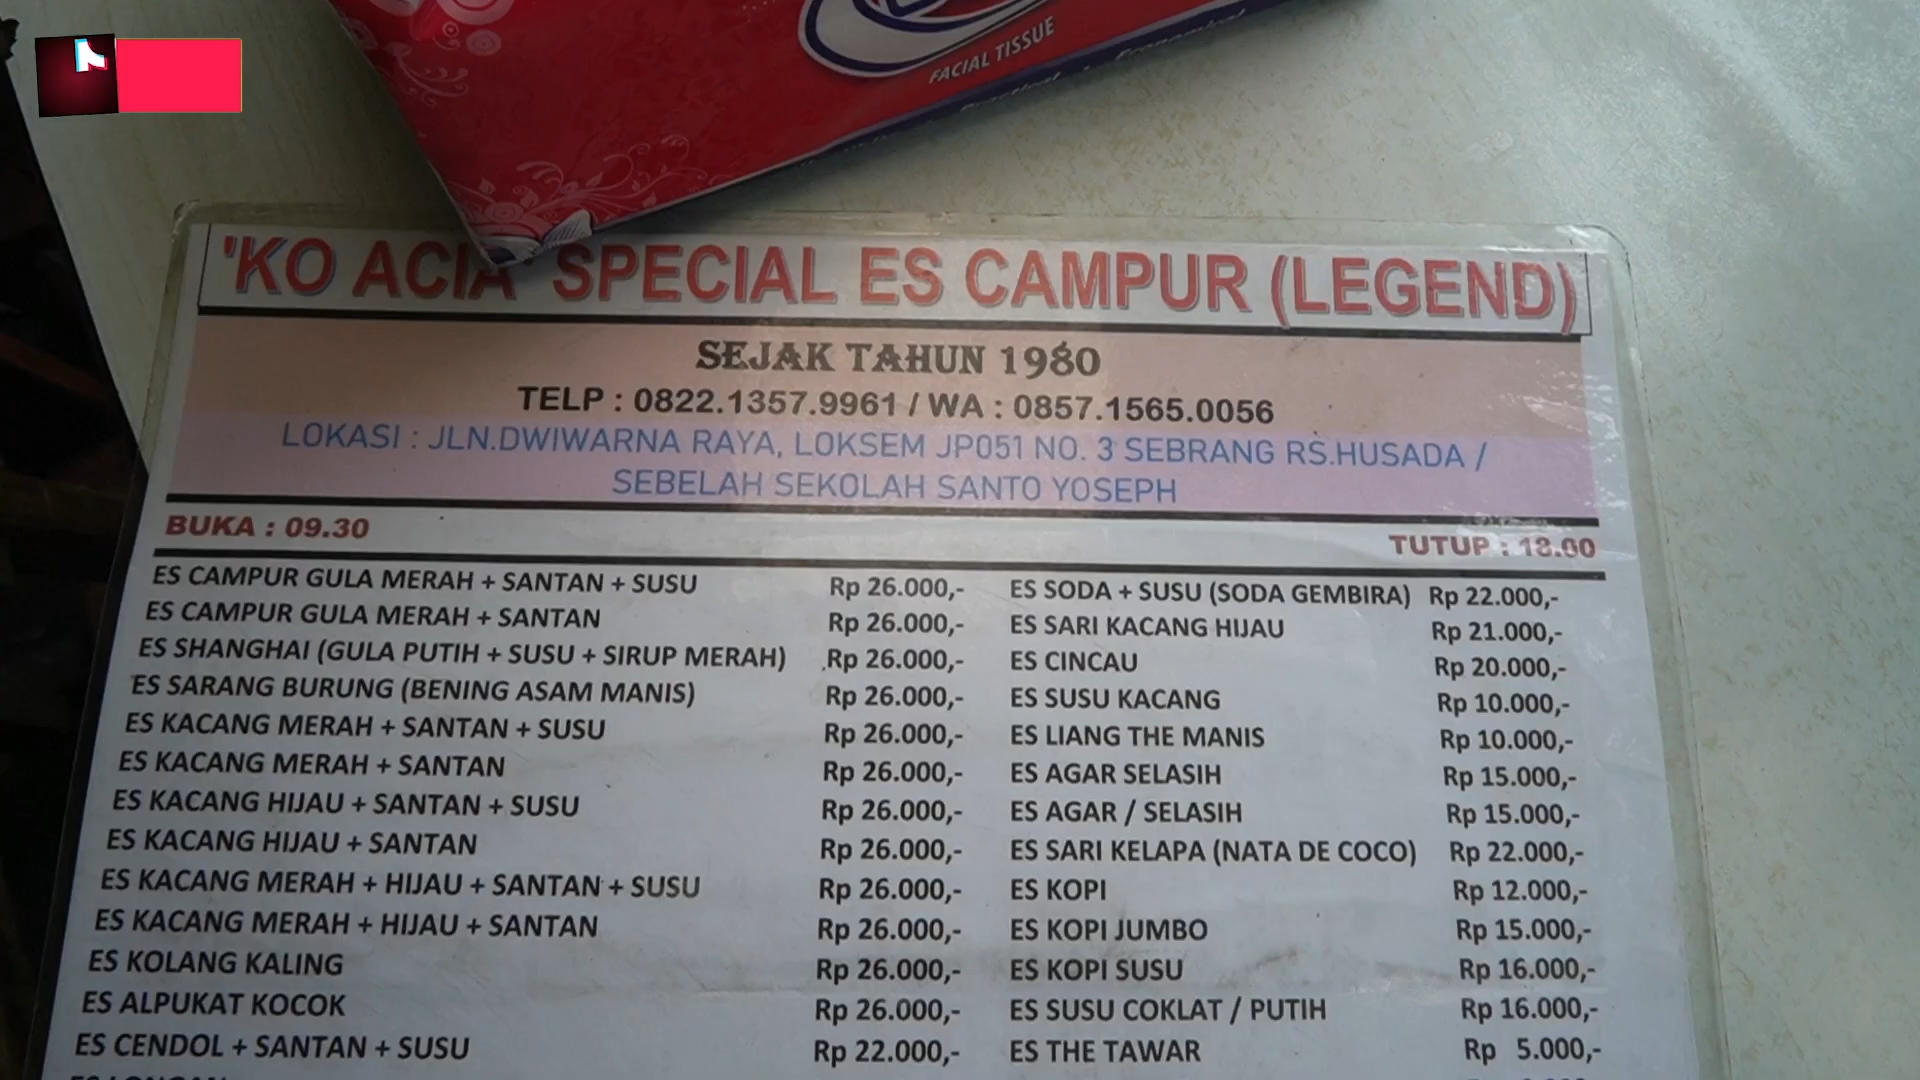 FACIAL TISSUE
'KO ACIA' SPECIAL ES CAMPUR (LEGEND)
SEJAK TAHUN 1980
TELP : 0822.1357.9961 / WA : 0857.1565.0056
LOKASI : JLN.DWIWARNA RAYA, LOKSEM JP051 NO. 3 SEBRANG RS.HUSADA /
SEBELAH SEKOLAH SANTO YOSEPH
BUKA : 09.30 TUTUP : 18.00
ES CAMPUR GULA MERAH + SANTAN + SUSU Rp 26.000,-
ES CAMPUR GULA MERAH + SANTAN Rp 26.000,-
ES SHANGHAI (GULA PUTIH + SUSU + SIRUP MERAH) Rp 26.000,-
ES SARANG BURUNG (BENING ASAM MANIS) Rp 26.000,-
ES KACANG MERAH + SANTAN + SUSU Rp 26.000,-
ES KACANG MERAH + SANTAN Rp 26.000,-
ES KACANG HIJAU + SANTAN + SUSU Rp 26.000,-
ES KACANG HIJAU + SANTAN Rp 26.000,-
ES KACANG MERAH + HIJAU + SANTAN + SUSU Rp 26.000,-
ES KACANG MERAH + HIJAU + SANTAN Rp 26.000,-
ES KOLANG KALING Rp 26.000,-
ES ALPUKAT KOCOK Rp 26.000,-
ES CENDOL + SANTAN + SUSU Rp 22.000,-
ES SODA + SUSU (SODA GEMBIRA) Rp 22.000,-
ES SARI KACANG HIJAU Rp 21.000,-
ES CINCAU Rp 20.000,-
ES SUSU KACANG Rp 10.000,-
ES LIANG THE MANIS Rp 10.000,-
ES AGAR SELASIH Rp 15.000,-
ES AGAR / SELASIH Rp 15.000,-
ES SARI KELAPA (NATA DE COCO) Rp 22.000,-
ES KOPI Rp 12.000,-
ES KOPI JUMBO Rp 15.000,-
ES KOPI SUSU Rp 16.000,-
ES SUSU COKLAT / PUTIH Rp 16.000,-
ES THE TAWAR Rp 5.000,-